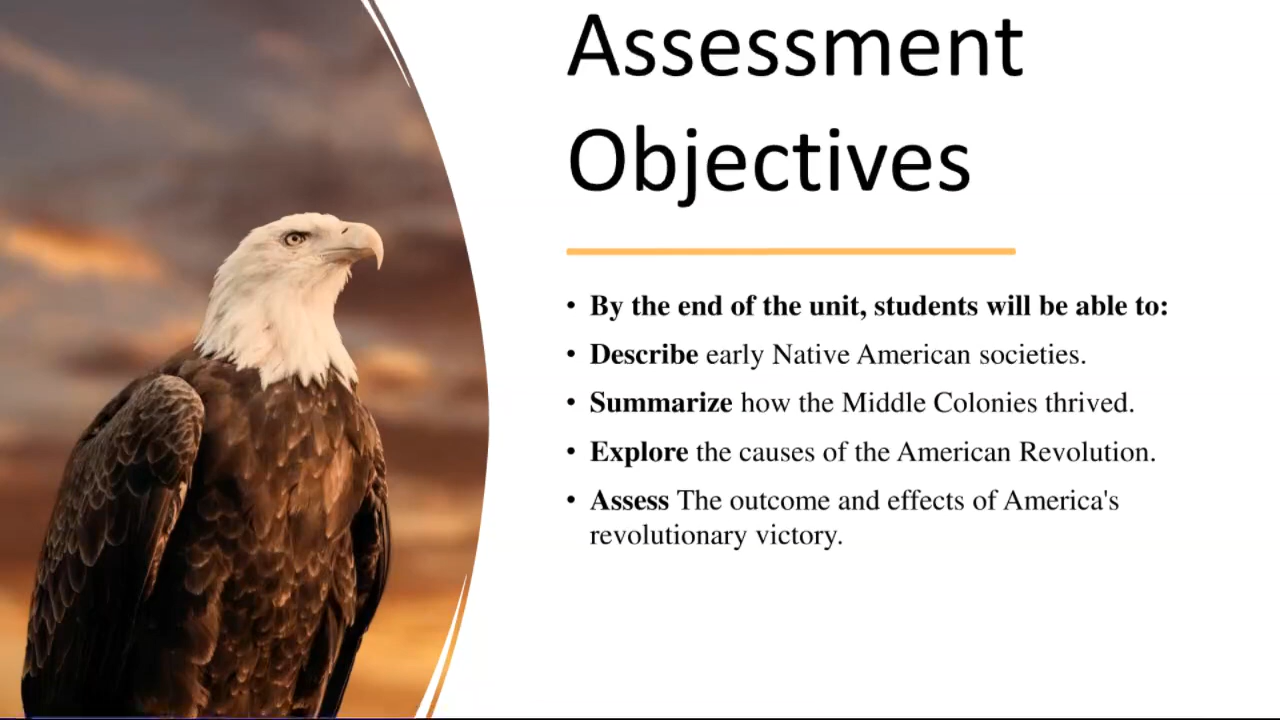 Assessment
Objectives
• By the end of the unit, students will be able to:
• Describe early Native American societies.
• Summarize how the Middle Colonies thrived.
• Explore the causes of the American Revolution.
• Assess The outcome and effects of America's
revolutionary victory.